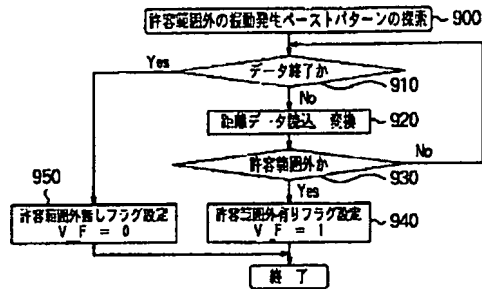 許容範囲外の振動発生ペーストパターンの探索 900
Yes データ終了か 910
No
距離データ読込 変換 920
許容範囲外か 930 No
950 Yes
許容範囲外無しフラグ設定 V F = 0
許容範囲外有りフラグ設定 V F = 1 940
終了